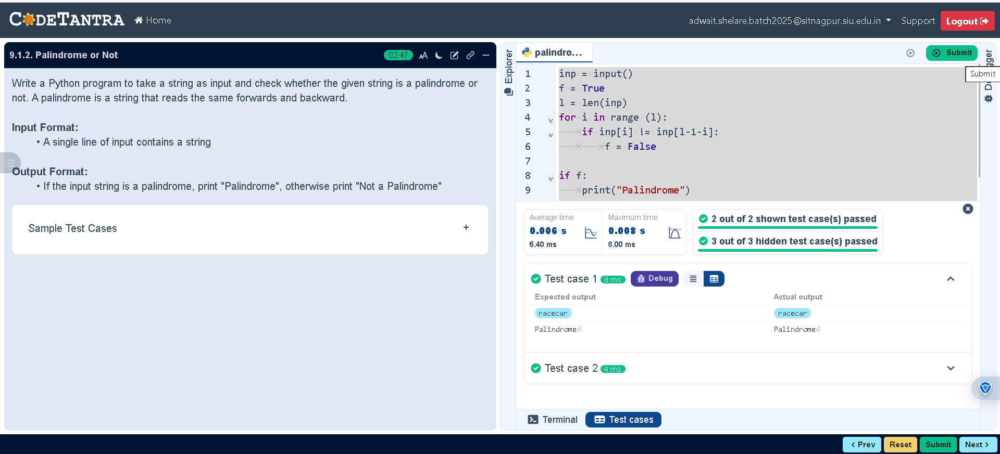 CODETANTRA Home
adwait.shelare.batch2025@sitnagpur.siu.edu.in Support Logout
9.1.2. Palindrome or Not
02:47 AA
Write a Python program to take a string as input and check whether the given string is a palindrome or
not. A palindrome is a string that reads the same forwards and backward.
Input Format:
• A single line of input contains a string
Output Format:
• If the input string is a palindrome, print "Palindrome", otherwise print "Not a Palindrome"
Sample Test Cases +
Explorer
palindro...
Submit
Submit
1 inp = input()
2 f = True
3 l = len(inp)
4 for i in range (l):
5 if inp[i] != inp[l-1-i]:
6 f = False
7
8 if f:
9 print("Palindrome")
Average time
0.006 s
6.40 ms
Maximum time
0.008 s
8.00 ms
2 out of 2 shown test case(s) passed
3 out of 3 hidden test case(s) passed
Test case 1 8 ms Debug
Expected output Actual output
racecar racecar
Palindrome⏎ Palindrome⏎
Test case 2 4 ms
Terminal Test cases
< Prev Reset Submit Next >